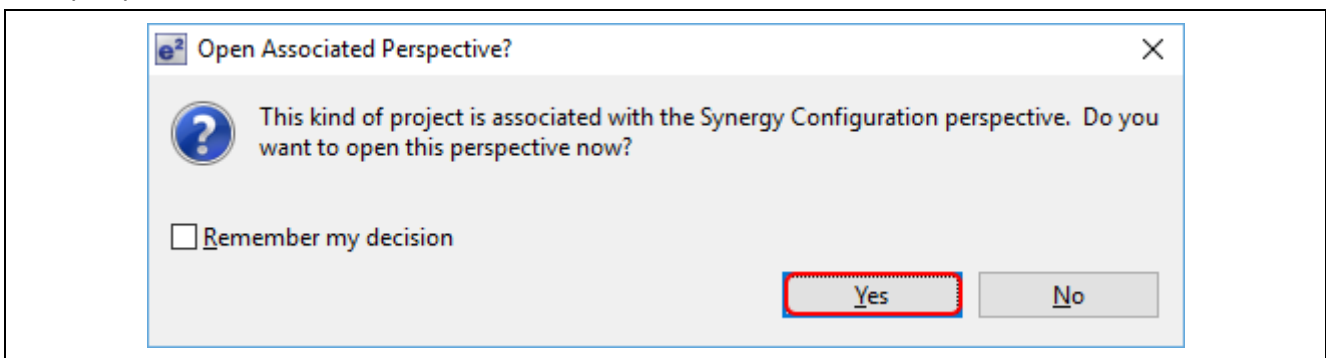 e² Open Associated Perspective?
This kind of project is associated with the Synergy Configuration perspective. Do you
want to open this perspective now?
Remember my decision
Yes No